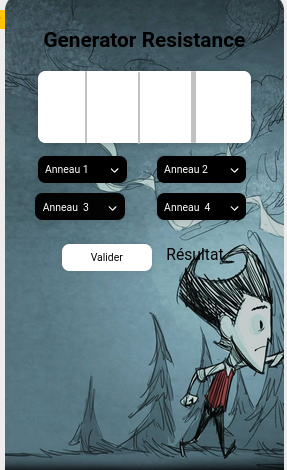 Generator Resistance
Anneau 1
Anneau 2
Anneau 3
Anneau 4
Valider
Résultat